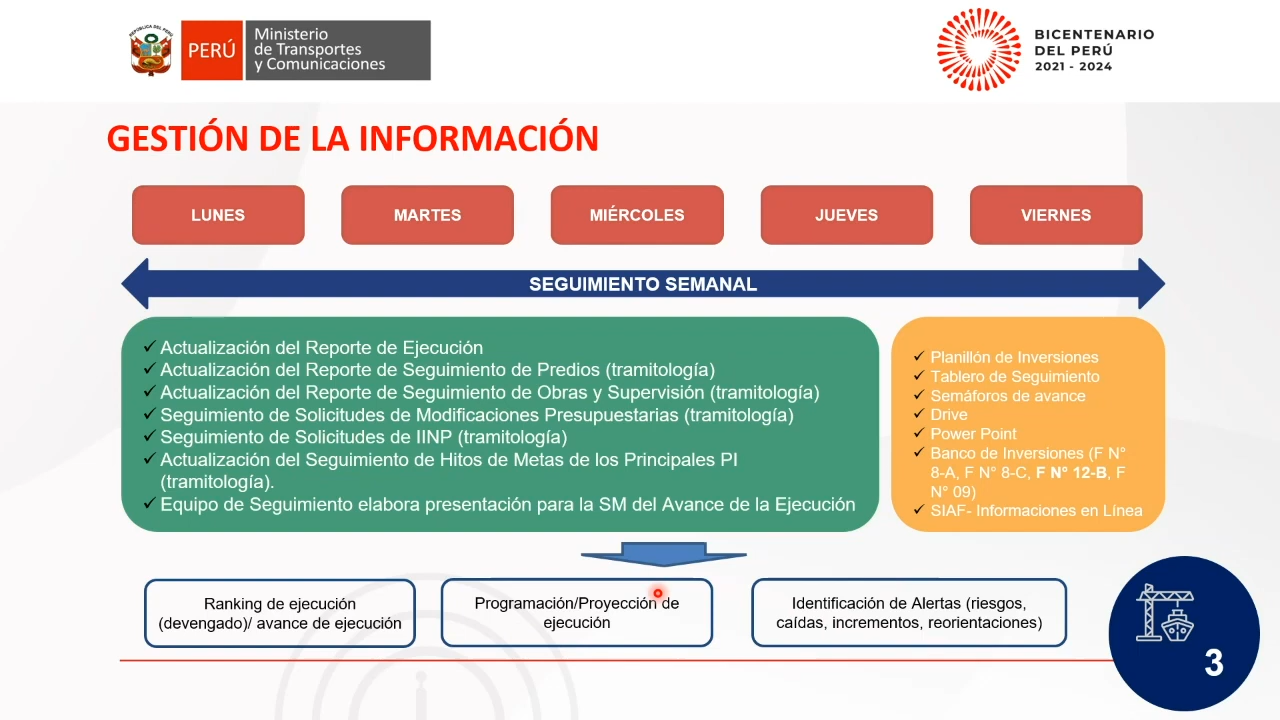 REPÚBLICA DEL PERÚ
PERÚ
Ministerio
de Transportes
y Comunicaciones
BICENTENARIO
DEL PERÚ
2021 - 2024
GESTIÓN DE LA INFORMACIÓN
LUNES
MARTES
MIÉRCOLES
JUEVES
VIERNES
SEGUIMIENTO SEMANAL
Actualización del Reporte de Ejecución
Actualización del Reporte de Seguimiento de Predios (tramitología)
Actualización del Reporte de Seguimiento de Obras y Supervisión (tramitología)
Seguimiento de Solicitudes de Modificaciones Presupuestarias (tramitología)
Seguimiento de Solicitudes de IINP (tramitología)
Actualización del Seguimiento de Hitos de Metas de los Principales PI
(tramitología).
Equipo de Seguimiento elabora presentación para la SM del Avance de la Ejecución
Planillón de Inversiones
Tablero de Seguimiento
Semáforos de avance
Drive
Power Point
Banco de Inversiones (F N°
8-A, F N° 8-C, F N° 12-B, F
N° 09)
SIAF- Informaciones en Línea
Ranking de ejecución
(devengado)/ avance de ejecución
Programación/Proyección de
ejecución
Identificación de Alertas (riesgos,
caídas, incrementos, reorientaciones)
3